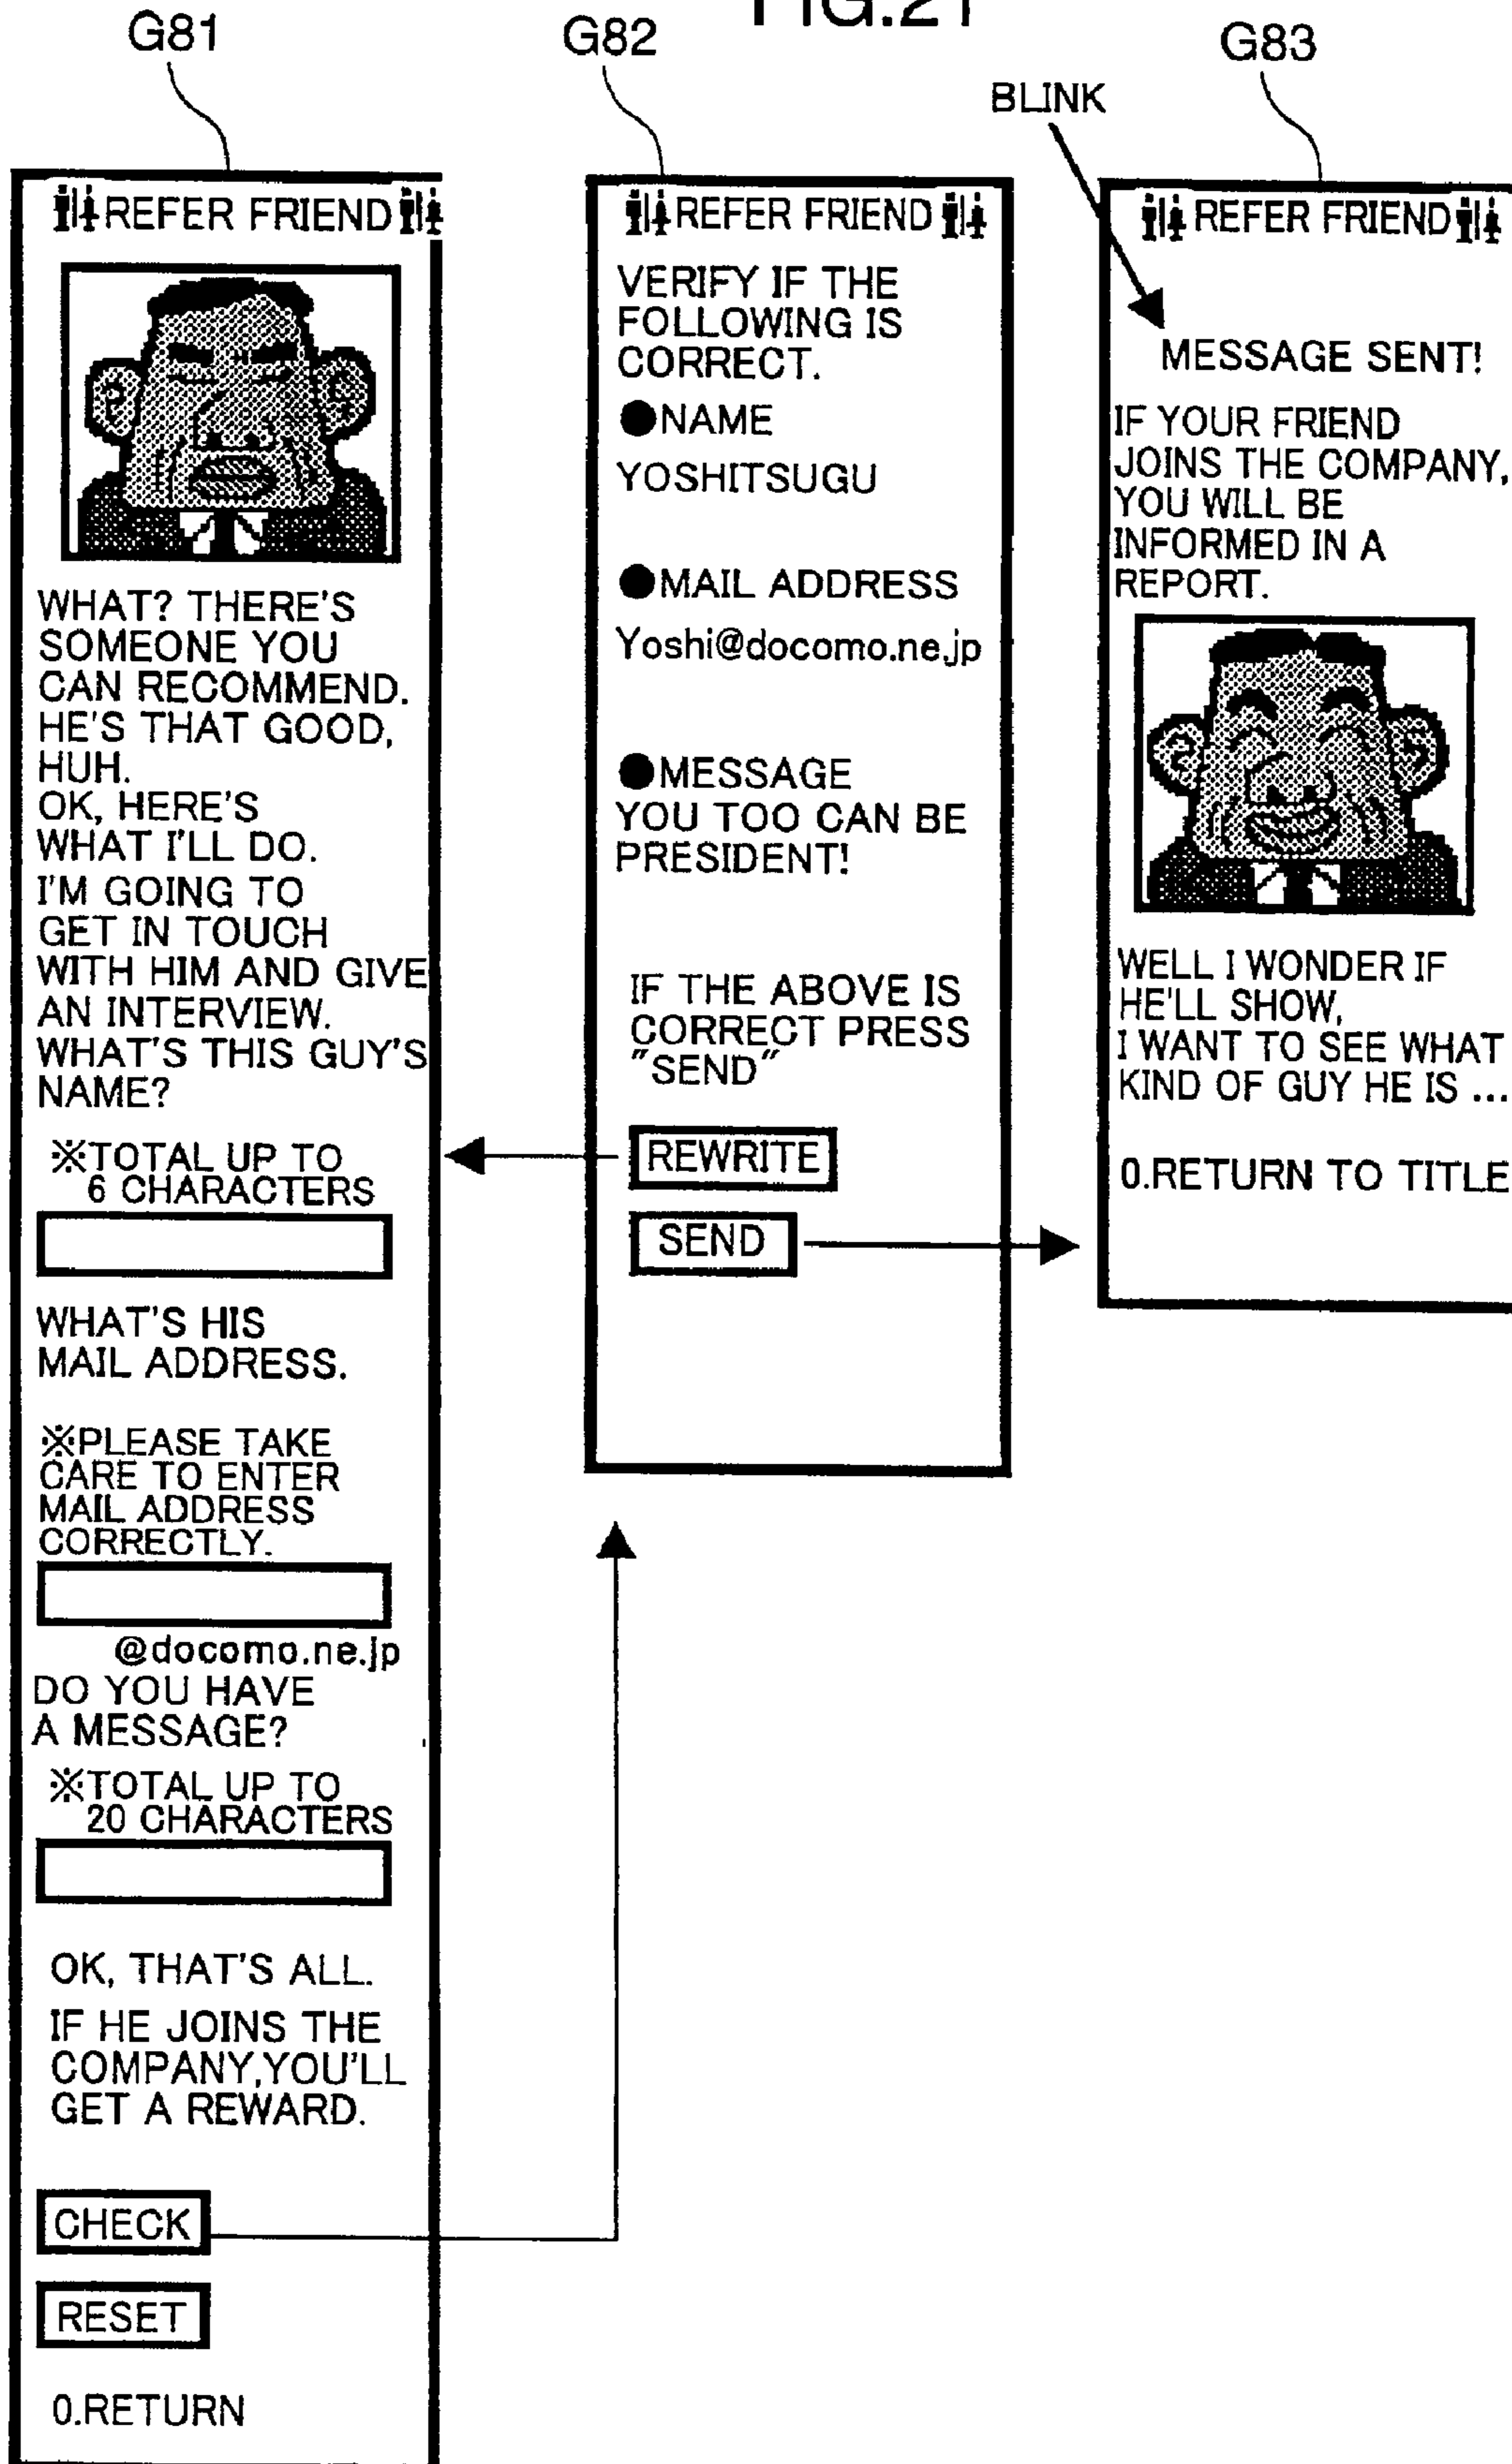 FIG.21
G81
REFER FRIEND
WHAT? THERE'S
SOMEONE YOU
CAN RECOMMEND.
HE'S THAT GOOD,
HUH.
OK, HERE'S
WHAT I'LL DO.
I'M GOING TO
GET IN TOUCH
WITH HIM AND GIVE
AN INTERVIEW.
WHAT'S THIS GUY'S
NAME?
※TOTAL UP TO
6 CHARACTERS
WHAT'S HIS
MAIL ADDRESS.
※PLEASE TAKE
CARE TO ENTER
MAIL ADDRESS
CORRECTLY.
@docomo.ne.jp
DO YOU HAVE
A MESSAGE?
※TOTAL UP TO
20 CHARACTERS
OK, THAT'S ALL.
IF HE JOINS THE
COMPANY,YOU'LL
GET A REWARD.
CHECK
RESET
0.RETURN
G82
REFER FRIEND
VERIFY IF THE
FOLLOWING IS
CORRECT.
●NAME
YOSHITSUGU
●MAIL ADDRESS
Yoshi@docomo.ne.jp
●MESSAGE
YOU TOO CAN BE
PRESIDENT!
IF THE ABOVE IS
CORRECT PRESS
"SEND"
REWRITE
SEND
G83
BLINK
REFER FRIEND
MESSAGE SENT!
IF YOUR FRIEND
JOINS THE COMPANY,
YOU WILL BE
INFORMED IN A
REPORT.
WELL I WONDER IF
HE'LL SHOW,
I WANT TO SEE WHAT
KIND OF GUY HE IS ...
0.RETURN TO TITLE